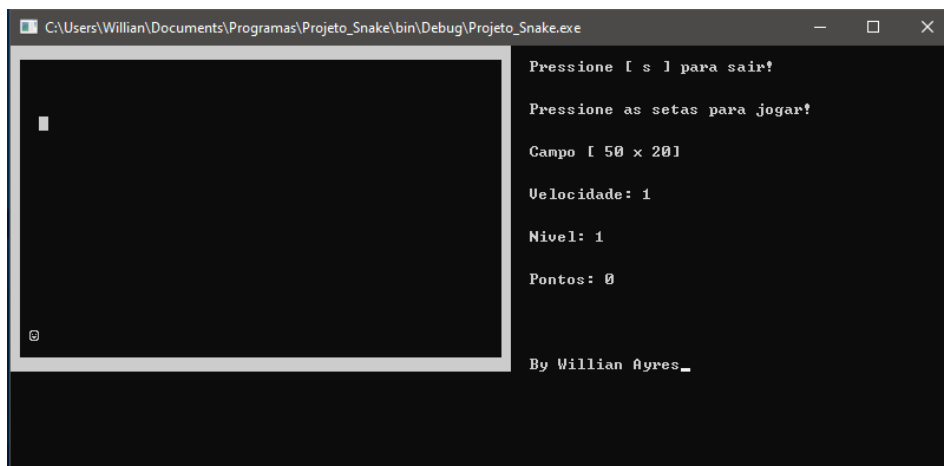 C:\Users\Willian\Documents\Programas\Projeto_Snake\bin\Debug\Projeto_Snake.exe
Pressione [ s ] para sair!
Pressione as setas para jogar!
Campo [ 50 x 20]
Velocidade: 1
Nivel: 1
Pontos: 0
By Willian Ayres_